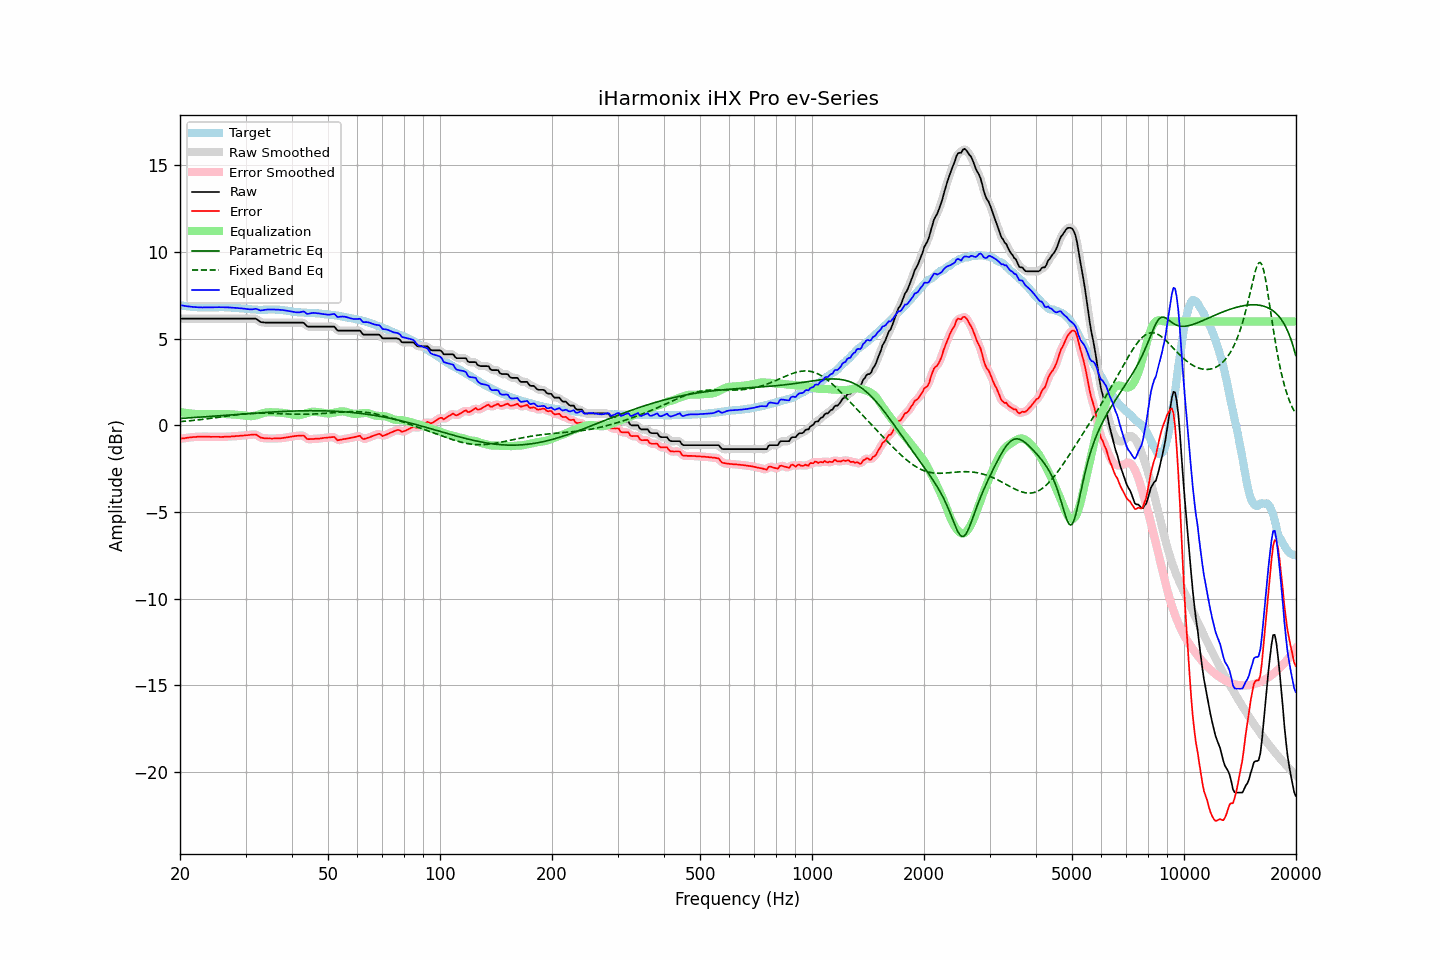 iHarmonix iHX Pro ev-Series
Target
Raw Smoothed
Error Smoothed
Raw
Error
Equalization
Parametric Eq
Fixed Band Eq
Equalized
15
10
5
0
−5
−10
−15
−20
Amplitude (dBr)
20
50
100
200
500
1000
2000
5000
10000
20000
Frequency (Hz)